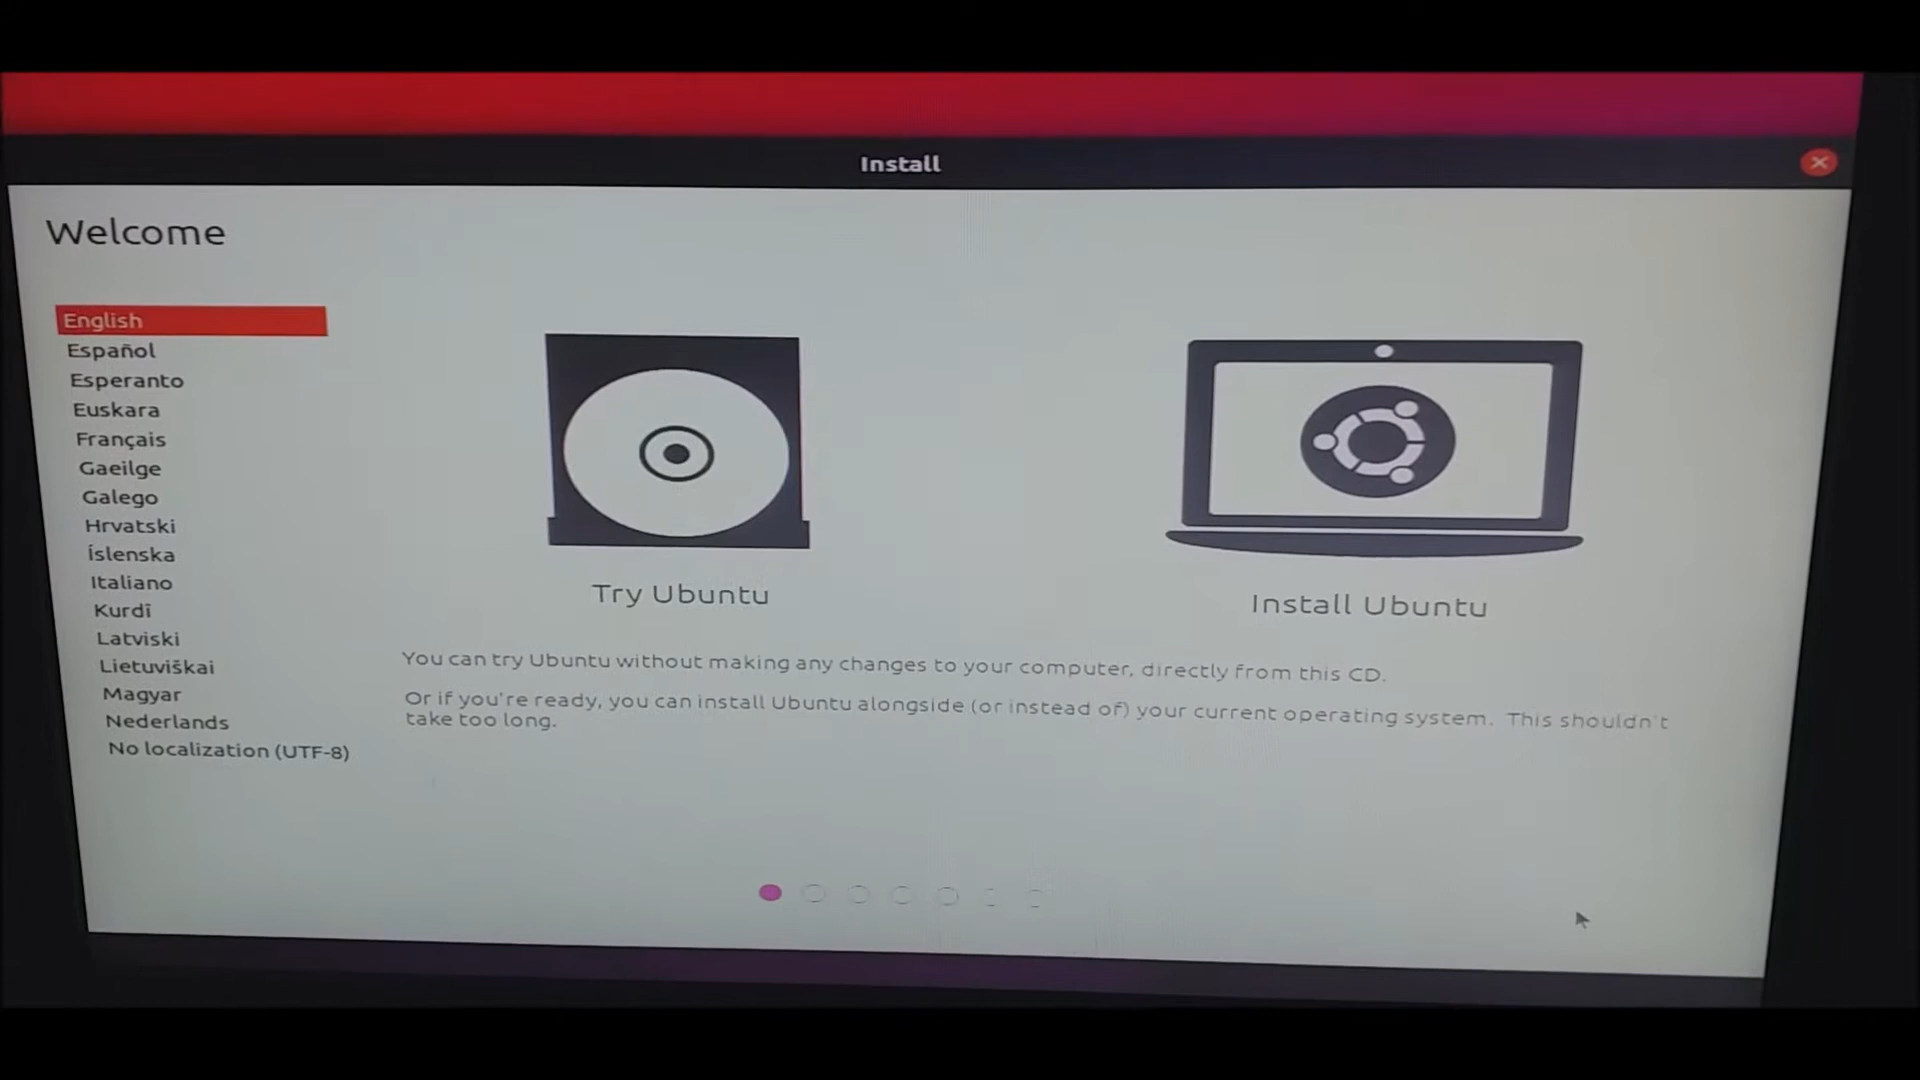 Install
Welcome
English
Español
Esperanto
Euskara
Français
Gaeilge
Galego
Hrvatski
Íslenska
Italiano
Kurdî
Latviski
Lietuviškai
Magyar
Nederlands
No localization (UTF-8)
Try Ubuntu
Install Ubuntu
You can try Ubuntu without making any changes to your computer, directly from this CD.
Or if you're ready, you can install Ubuntu alongside (or instead of) your current operating system. This shouldn't
take too long.